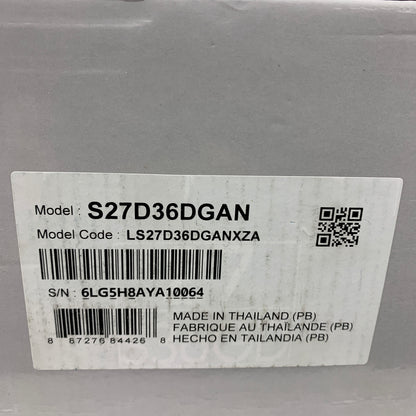 Model : S27D36DGAN
Model Code : LS27D36DGANXZA
S/N : 6LG5H8AYA10064
8 87276 84426 8
MADE IN THAILAND (PB)
FABRIQUE AU THAÏLANDE (PB)
HECHO EN TAILANDIA (PB)